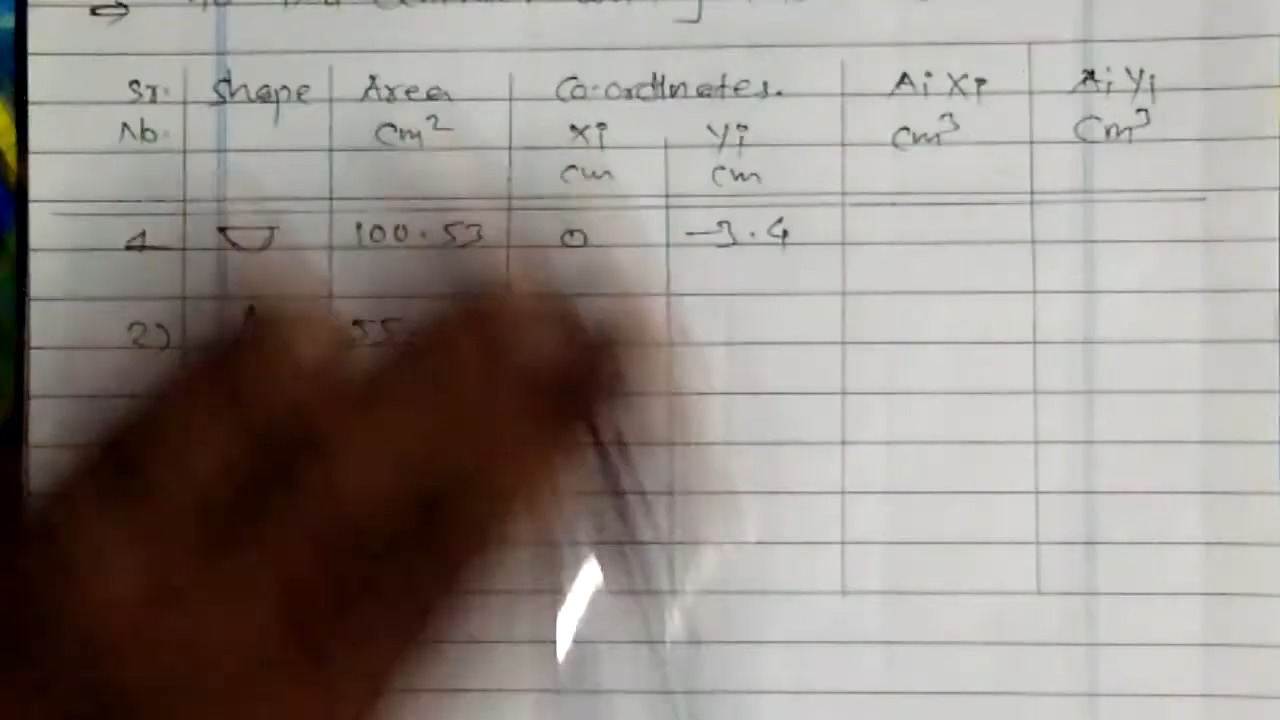 Sr. Shape Area Co-ordinates. AiXi AiYi
No. cm² xi yi cm³ cm³
cm cm
1 100.53 0 -3.4
2) 55